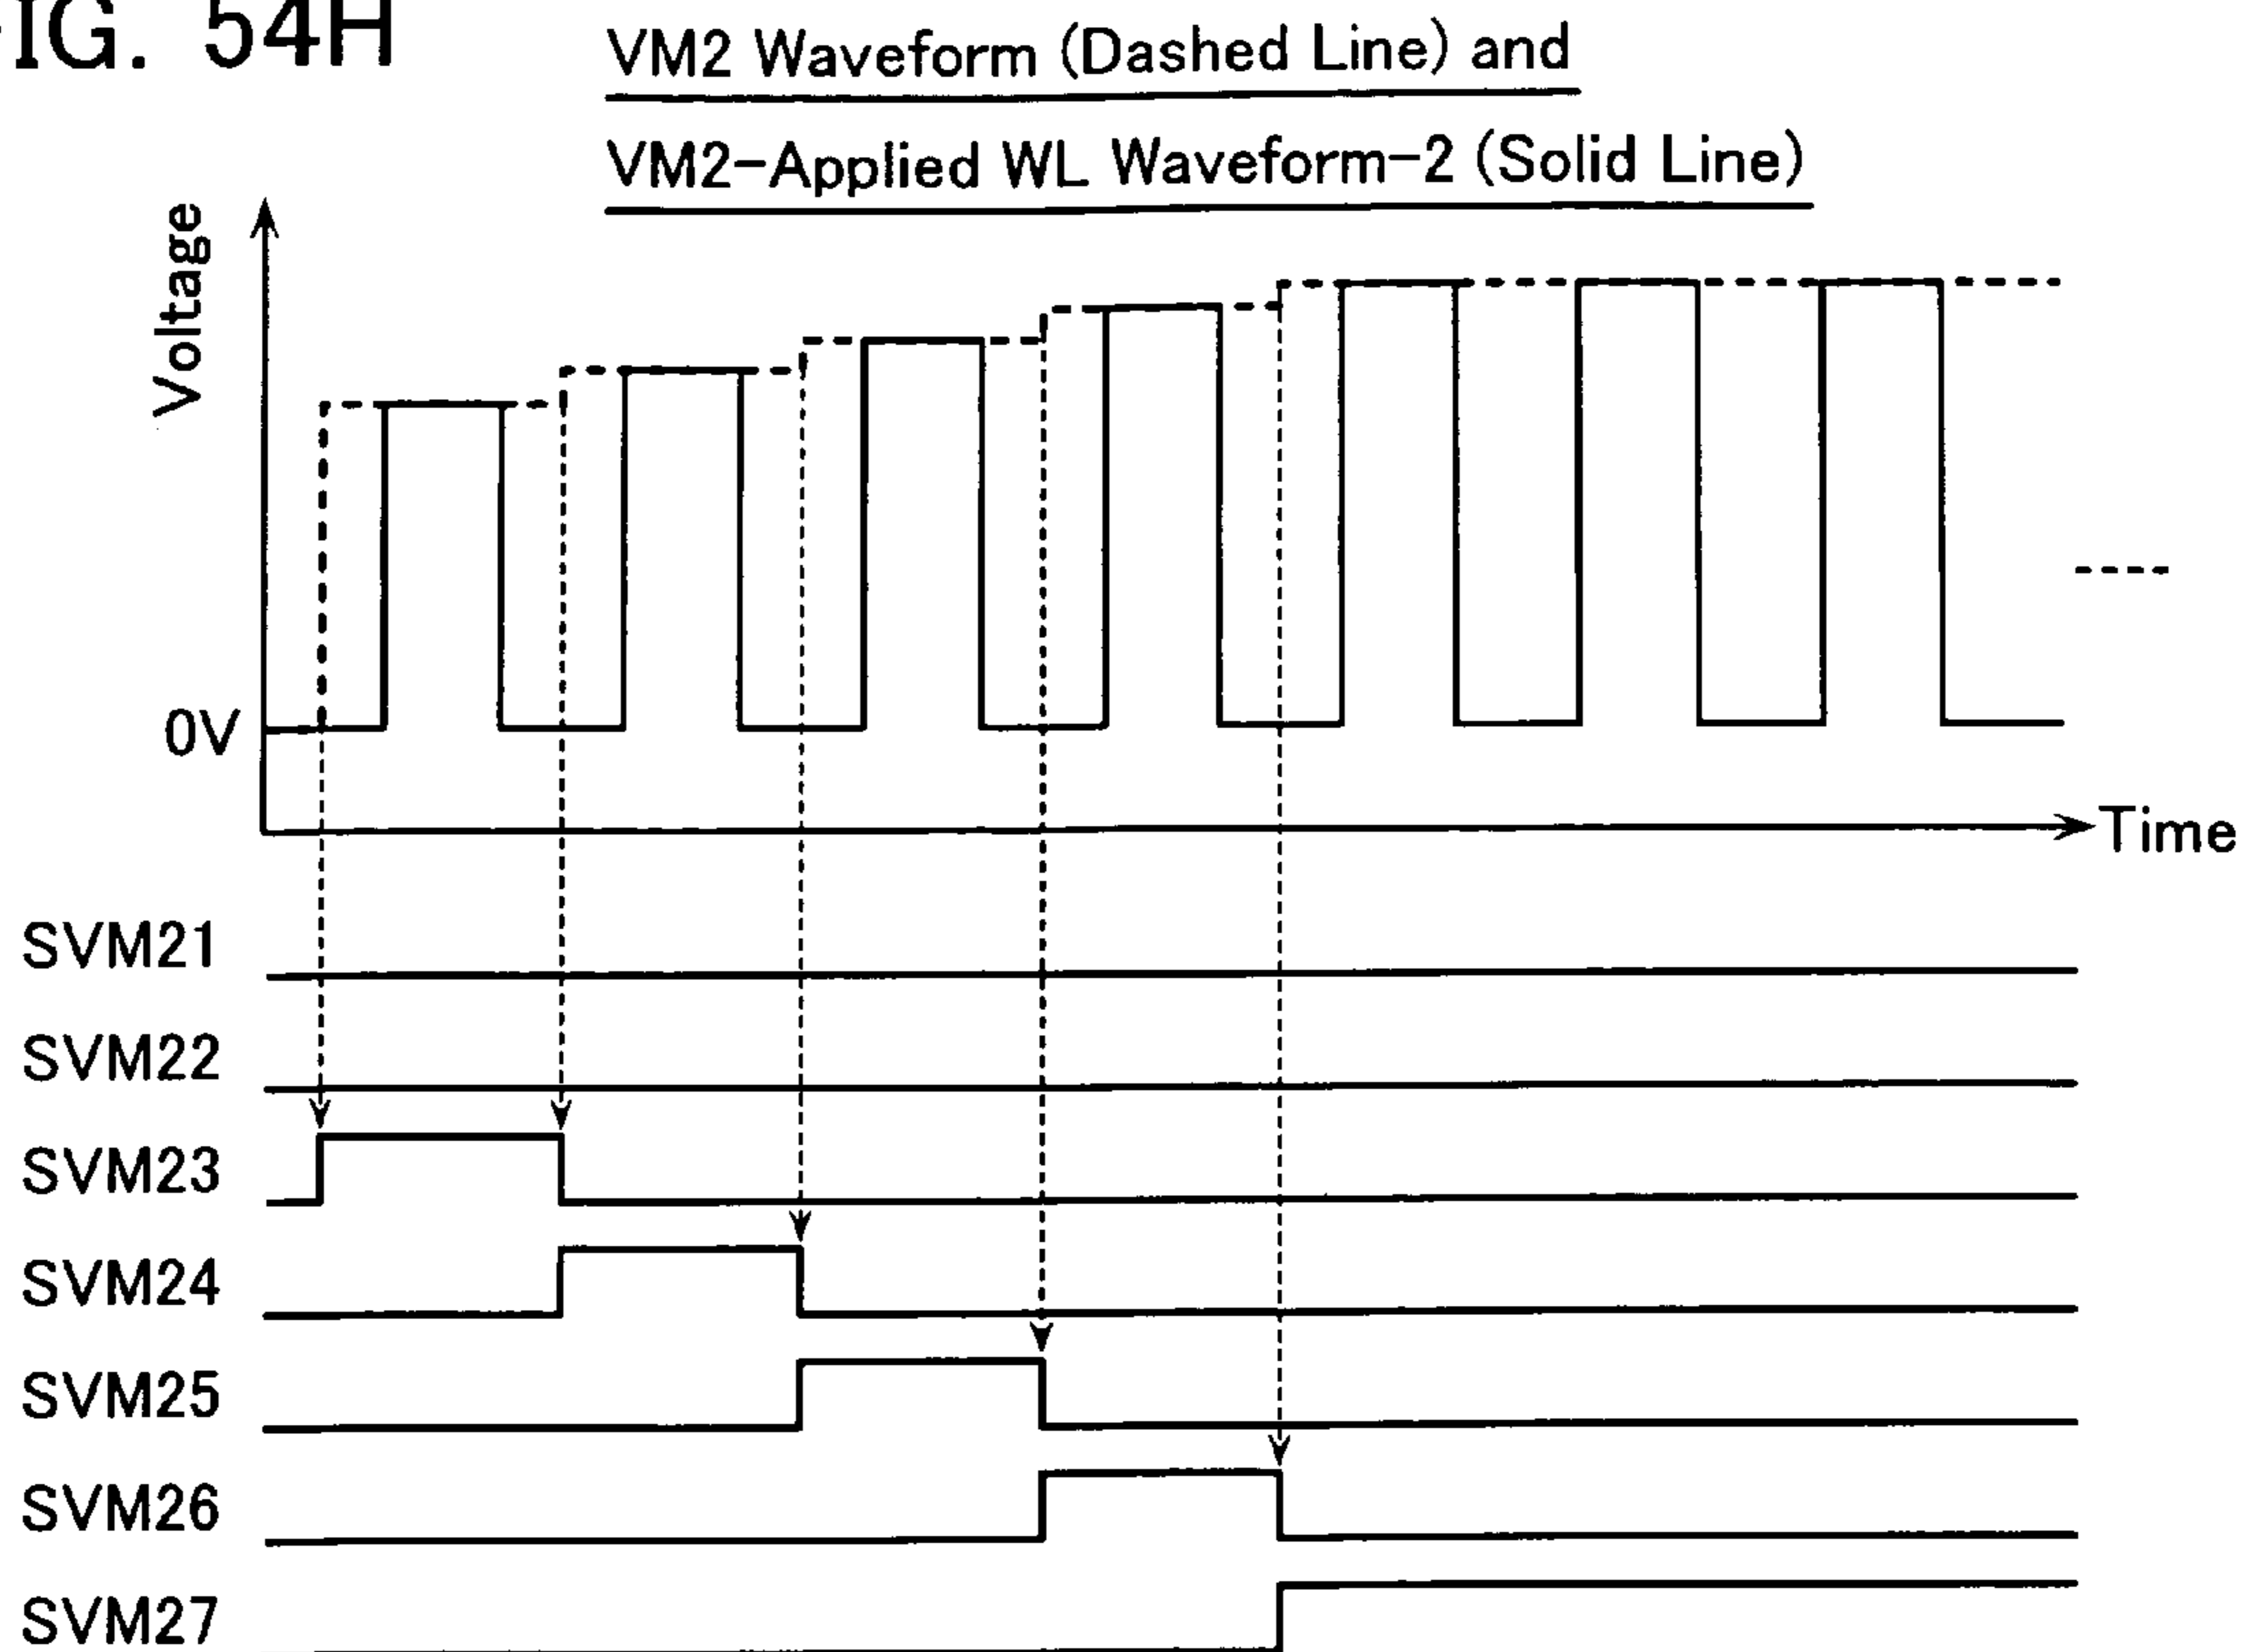 FIG. 54H
VM2 Waveform (Dashed Line) and
VM2-Applied WL Waveform-2 (Solid Line)
Voltage
0V
Time
SVM21
SVM22
SVM23
SVM24
SVM25
SVM26
SVM27